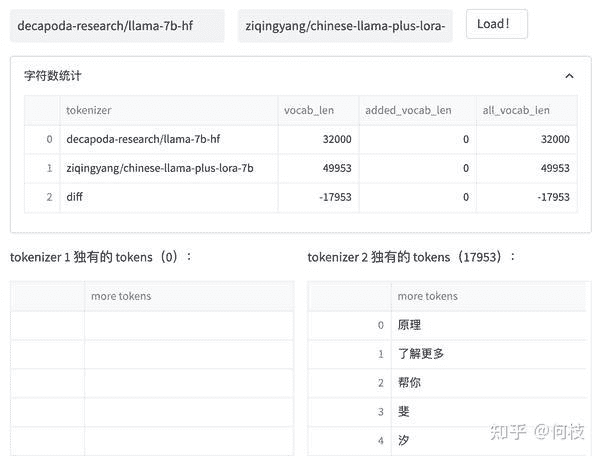 decapoda-research/llama-7b-hf ziqingyang/chinese-llama-plus-lora- Load!
字符数统计
tokenizer vocab_len added_vocab_len all_vocab_len
0 decapoda-research/llama-7b-hf 32000 0 32000
1 ziqingyang/chinese-llama-plus-lora-7b 49953 0 49953
2 diff -17953 0 -17953
tokenizer 1 独有的 tokens（0）： tokenizer 2 独有的 tokens（17953）：
more tokens more tokens
0 原理
1 了解更多
2 帮你
3 斐
4 汐
知乎 @何枝